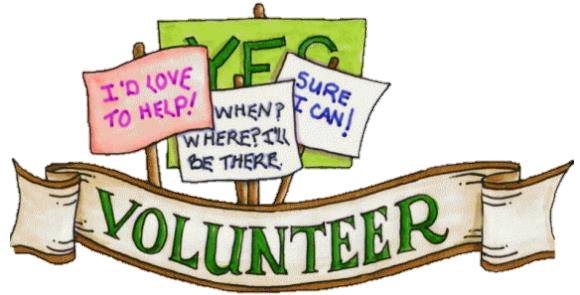 YES
I'D LOVE
TO HELP!
SURE
I CAN!
WHEN?
WHERE? I'LL
BE THERE.
VOLUNTEER